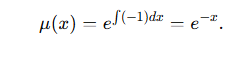 μ(x) = e^{∫(−1)dx} = e^{−x}.